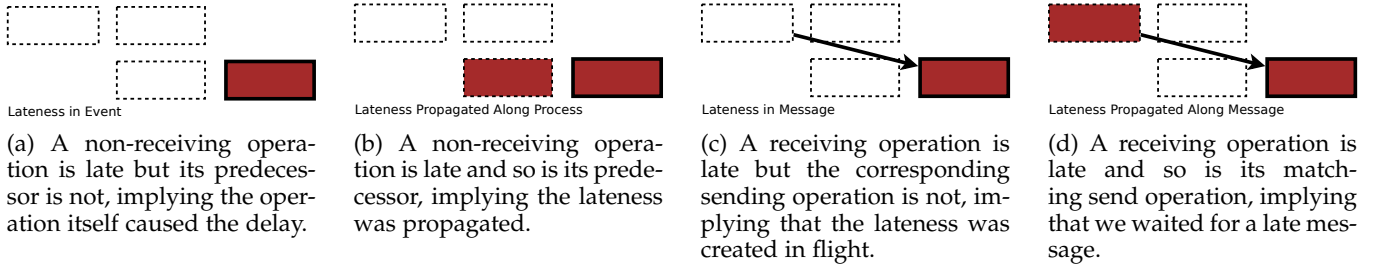 Lateness in Event
(a) A non-receiving opera-
tion is late but its predeces-
sor is not, implying the oper-
ation itself caused the delay.
Lateness Propagated Along Process
(b) A non-receiving opera-
tion is late and so is its prede-
cessor, implying the lateness
was propagated.
Lateness in Message
(c) A receiving operation is
late but the corresponding
sending operation is not, im-
plying that the lateness was
created in flight.
Lateness Propagated Along Message
(d) A receiving operation is
late and so is its match-
ing send operation, implying
that we waited for a late mes-
sage.